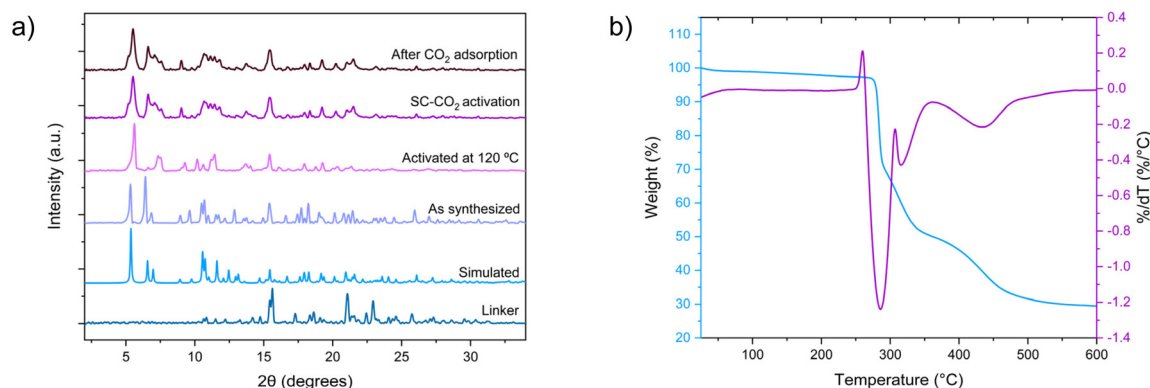 a)
After CO₂ adsorption
SC-CO₂ activation
Activated at 120 ºC
As synthesized
Simulated
Linker
Intensity (a.u.)
5 10 15 20 25 30
2θ (degrees)
b)
110
100
90
80
70
60
50
40
30
20
Weight (%)
0.4
0.2
0.0
-0.2
-0.4
-0.6
-0.8
-1.0
-1.2
-1.4
%/dT (%/°C)
100 200 300 400 500 600
Temperature (°C)